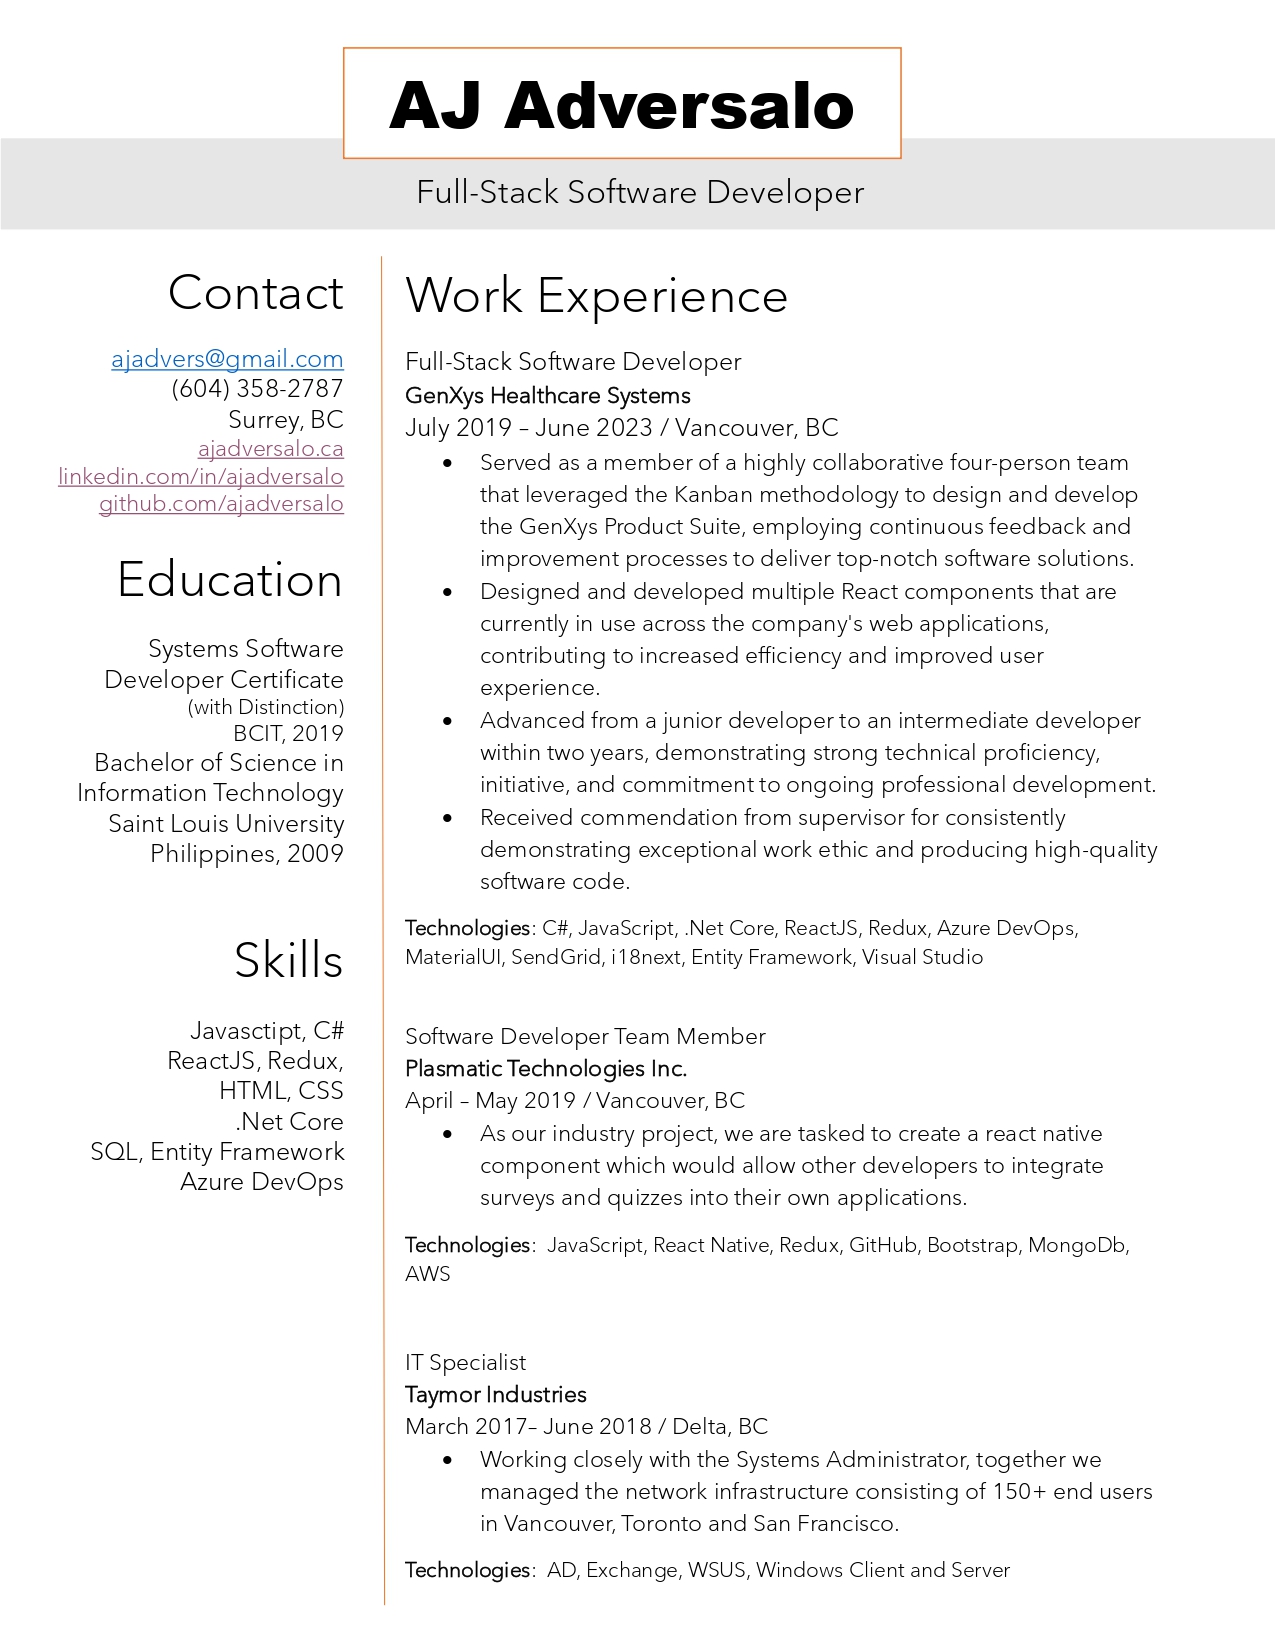 AJ Adversalo
Full-Stack Software Developer
Contact
ajadvers@gmail.com
(604) 358-2787
Surrey, BC
ajadversalo.ca
linkedin.com/in/ajadversalo
github.com/ajadversalo
Education
Systems Software
Developer Certificate
(with Distinction)
BCIT, 2019
Bachelor of Science in
Information Technology
Saint Louis University
Philippines, 2009
Skills
Javasctipt, C#
ReactJS, Redux,
HTML, CSS
.Net Core
SQL, Entity Framework
Azure DevOps
Work Experience
Full-Stack Software Developer
GenXys Healthcare Systems
July 2019 – June 2023 / Vancouver, BC
• Served as a member of a highly collaborative four-person team
that leveraged the Kanban methodology to design and develop
the GenXys Product Suite, employing continuous feedback and
improvement processes to deliver top-notch software solutions.
• Designed and developed multiple React components that are
currently in use across the company's web applications,
contributing to increased efficiency and improved user
experience.
• Advanced from a junior developer to an intermediate developer
within two years, demonstrating strong technical proficiency,
initiative, and commitment to ongoing professional development.
• Received commendation from supervisor for consistently
demonstrating exceptional work ethic and producing high-quality
software code.
Technologies: C#, JavaScript, .Net Core, ReactJS, Redux, Azure DevOps,
MaterialUI, SendGrid, i18next, Entity Framework, Visual Studio
Software Developer Team Member
Plasmatic Technologies Inc.
April – May 2019 / Vancouver, BC
• As our industry project, we are tasked to create a react native
component which would allow other developers to integrate
surveys and quizzes into their own applications.
Technologies:  JavaScript, React Native, Redux, GitHub, Bootstrap, MongoDb,
AWS
IT Specialist
Taymor Industries
March 2017– June 2018 / Delta, BC
• Working closely with the Systems Administrator, together we
managed the network infrastructure consisting of 150+ end users
in Vancouver, Toronto and San Francisco.
Technologies:  AD, Exchange, WSUS, Windows Client and Server